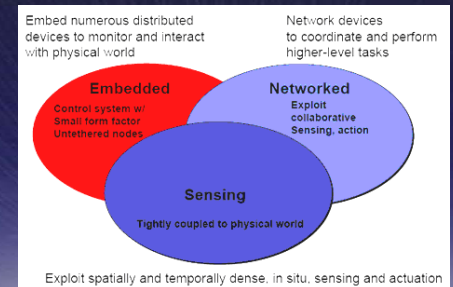 Embed numerous distributed
devices to monitor and interact
with physical world
Network devices
to coordinate and perform
higher-level tasks
Embedded
Control system w/
Small form factor
Untethered nodes
Networked
Exploit
collaborative
Sensing, action
Sensing
Tightly coupled to physical world
Exploit spatially and temporally dense, in situ, sensing and actuation